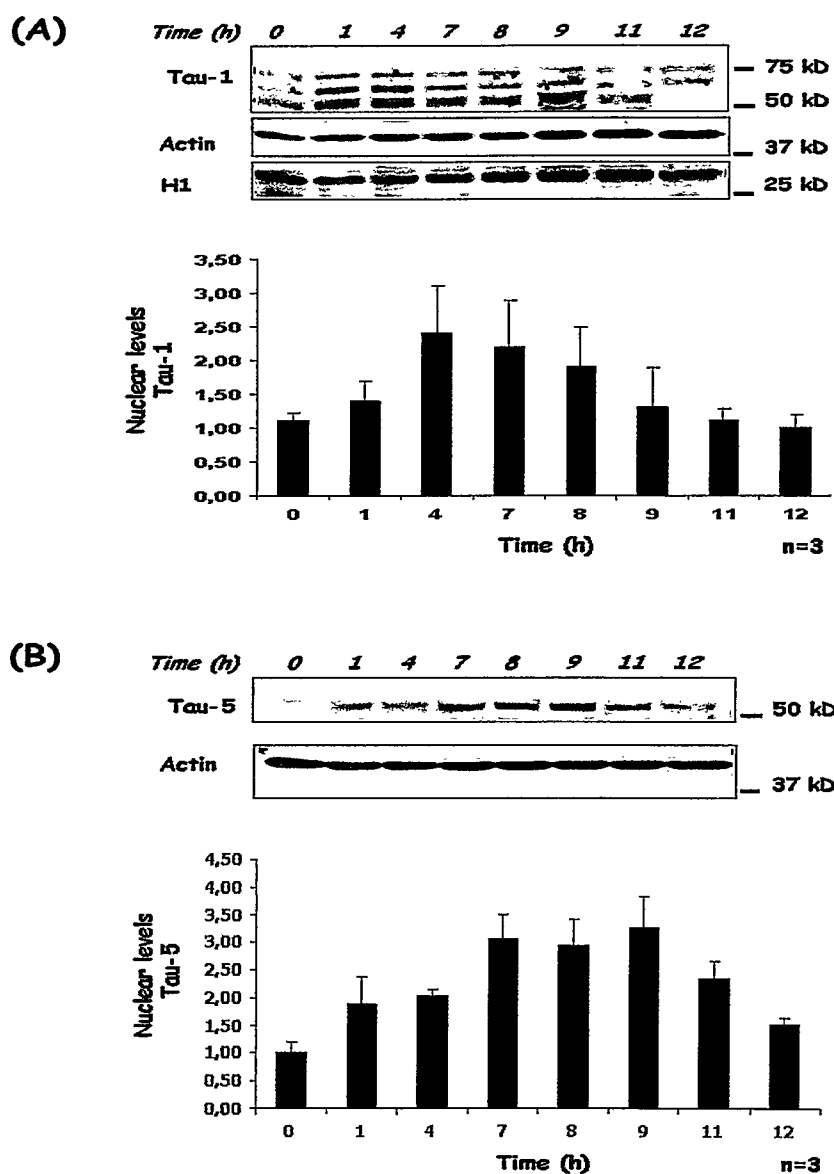 (A)
Time (h) 0 1 4 7 8 9 11 12
Tau-1
75 kD
50 kD
Actin
37 kD
H1
25 kD
Nuclear levels
Tau-1
3,50
3,00
2,50
2,00
1,50
1,00
0,50
0,00
0 1 4 7 8 9 11 12
Time (h)
n=3
(B)
Time (h) 0 1 4 7 8 9 11 12
Tau-5
50 kD
Actin
37 kD
Nuclear levels
Tau-5
4,50
4,00
3,50
3,00
2,50
2,00
1,50
1,00
0,50
0,00
0 1 4 7 8 9 11 12
Time (h)
n=3